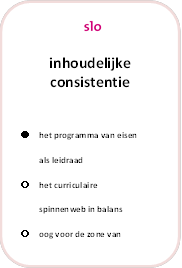 slo
inhoudelijke
consistentie
● het programma van eisen
als leidraad
○ het curriculaire
spinnenweb in balans
○ oog voor de zone van